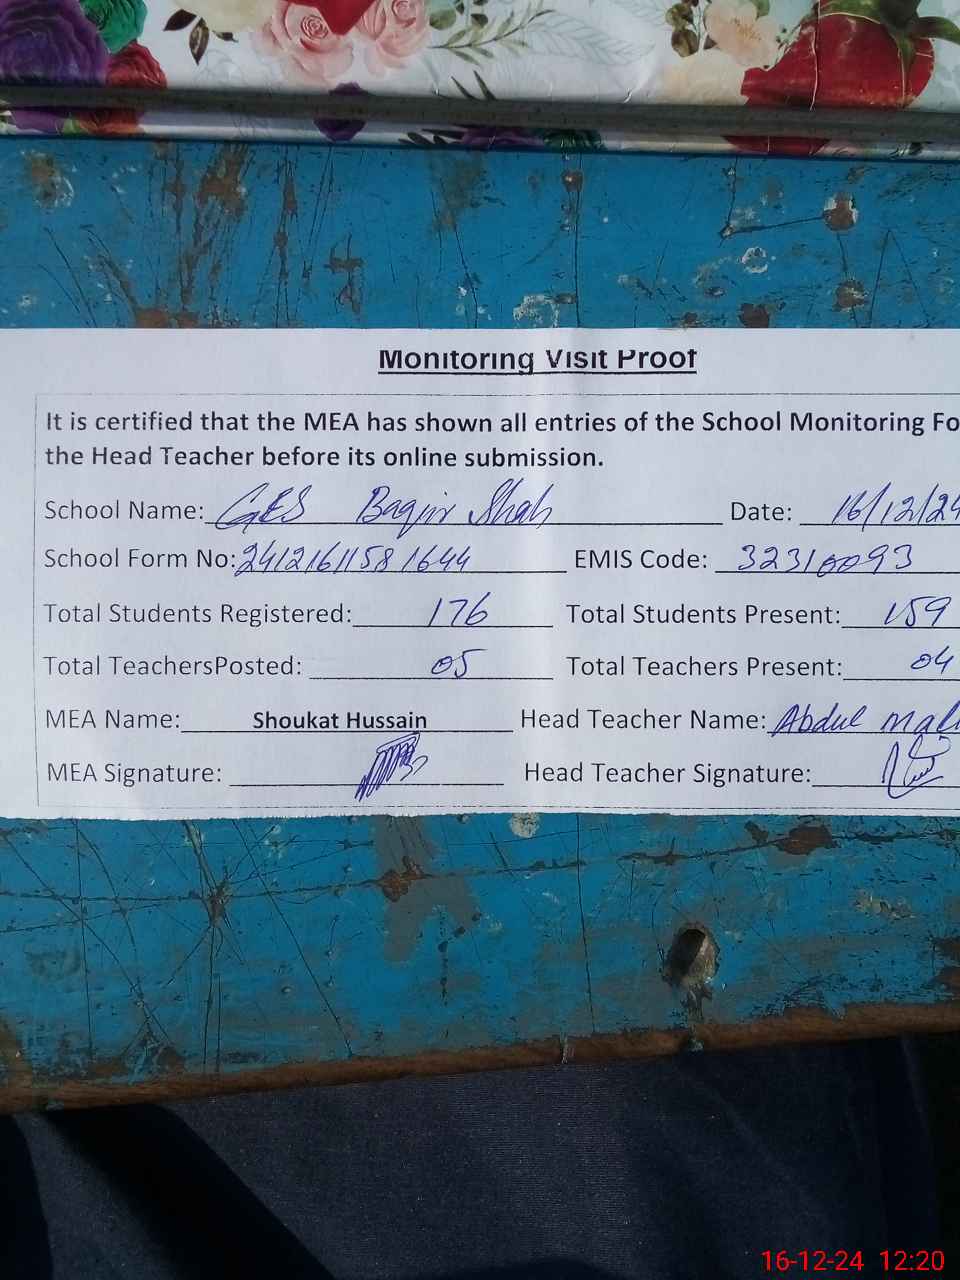 Monitoring Visit Proof
It is certified that the MEA has shown all entries of the School Monitoring Fo
the Head Teacher before its online submission.
School Name: GES Baqir Shah Date: 16/12/24
School Form No: 24121611581644 EMIS Code: 32310093
Total Students Registered: 176 Total Students Present: 159
Total TeachersPosted: 05 Total Teachers Present: 04
MEA Name: Shoukat Hussain Head Teacher Name: Abdul Mal
MEA Signature: Head Teacher Signature:
16-12-24 12:20